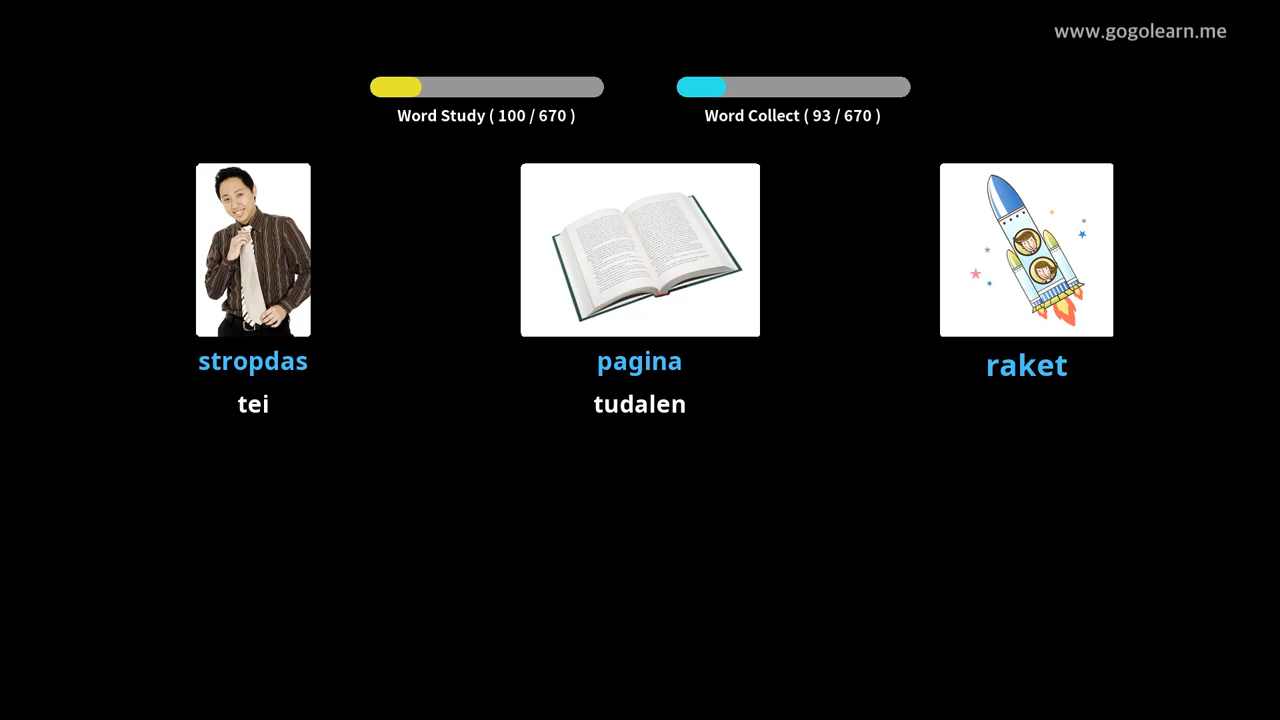 www.gogolearn.me
Word Study ( 100 / 670 )
Word Collect ( 93 / 670 )
stropdas
pagina
raket
tei
tudalen